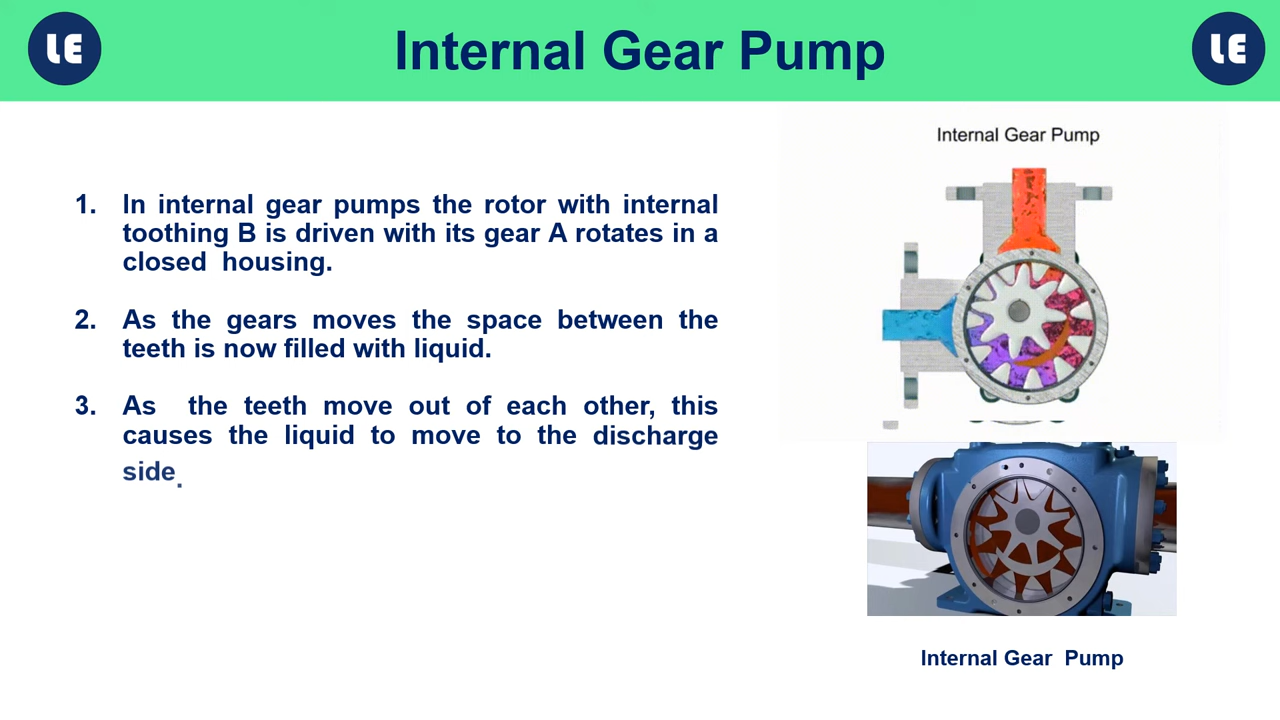 LE
Internal Gear Pump
LE
1. In internal gear pumps the rotor with internal
toothing B is driven with its gear A rotates in a
closed housing.
2. As the gears moves the space between the
teeth is now filled with liquid.
3. As the teeth move out of each other, this
causes the liquid to move to the discharge
side.
Internal Gear Pump
Internal Gear Pump